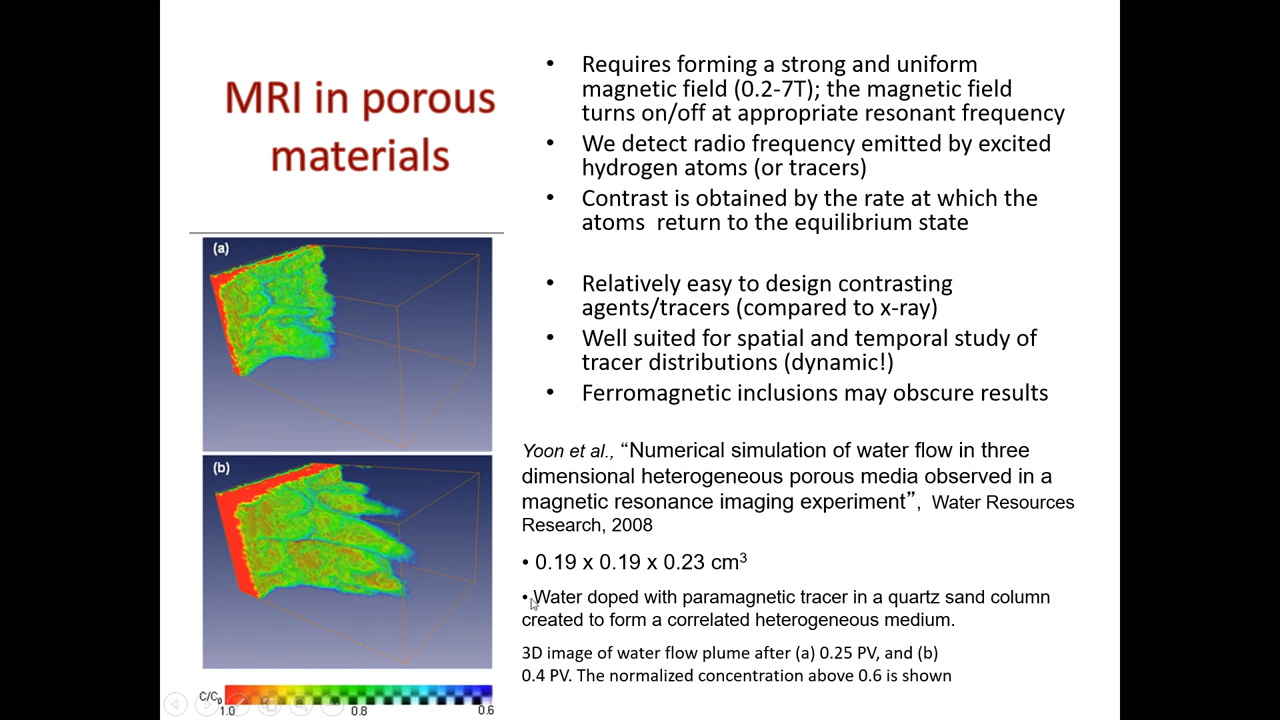 MRI in porous
materials
• Requires forming a strong and uniform
magnetic field (0.2-7T); the magnetic field
turns on/off at appropriate resonant frequency
• We detect radio frequency emitted by excited
hydrogen atoms (or tracers)
• Contrast is obtained by the rate at which the
atoms  return to the equilibrium state
• Relatively easy to design contrasting
agents/tracers (compared to x-ray)
• Well suited for spatial and temporal study of
tracer distributions (dynamic!)
• Ferromagnetic inclusions may obscure results
(a)
(b)
C/C₀
1.0 0.8 0.6
Yoon et al., “Numerical simulation of water flow in three
dimensional heterogeneous porous media observed in a
magnetic resonance imaging experiment”, Water Resources
Research, 2008
• 0.19 x 0.19 x 0.23 cm³
• Water doped with paramagnetic tracer in a quartz sand column
created to form a correlated heterogeneous medium.
3D image of water flow plume after (a) 0.25 PV, and (b)
0.4 PV. The normalized concentration above 0.6 is shown